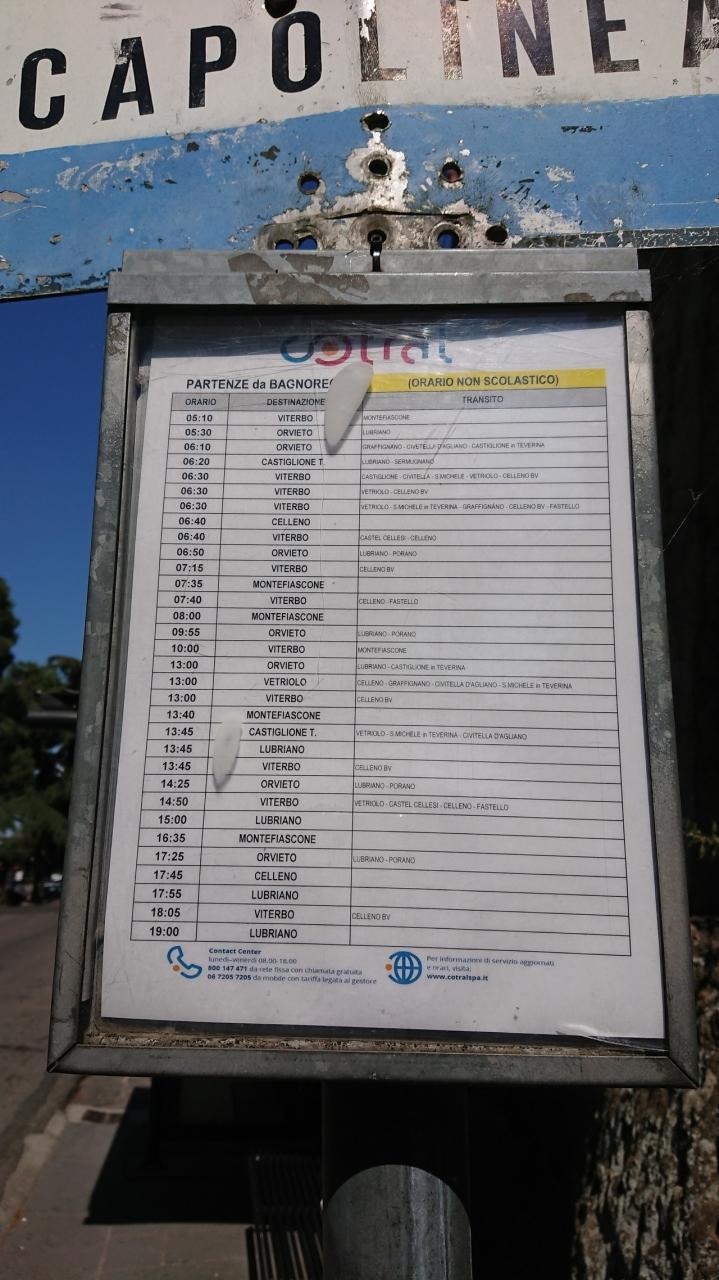 CAPOLINEA
cotral
PARTENZE da BAGNOREG (ORARIO NON SCOLASTICO)
ORARIO DESTINAZIONE TRANSITO
05:10 VITERBO MONTEFIASCONE
05:30 ORVIETO LUBRIANO
06:10 ORVIETO GRAFFIGNANO - CIVETELLA D'AGLIANO - CASTIGLIONE in TEVERINA
06:20 CASTIGLIONE T. LUBRIANO - SERMUGNANO
06:30 VITERBO CASTIGLIONE - CIVITELLA - S.MICHELE - VETRIOLO - CELLENO BV
06:30 VITERBO VETRIOLO - CELLENO BV
06:30 VITERBO VETRIOLO - S.MICHELE in TEVERINA - GRAFFIGNANO - CELLENO BV - FASTELLO
06:40 CELLENO
06:40 VITERBO CASTEL CELLESI - CELLENO
06:50 ORVIETO LUBRIANO - PORANO
07:15 VITERBO CELLENO BV
07:35 MONTEFIASCONE
07:40 VITERBO CELLENO - FASTELLO
08:00 MONTEFIASCONE
09:55 ORVIETO LUBRIANO - PORANO
10:00 VITERBO MONTEFIASCONE
13:00 ORVIETO LUBRIANO - CASTIGLIONE in TEVERINA
13:00 VETRIOLO CELLENO - GRAFFIGNANO - CIVITELLA D'AGLIANO - S.MICHELE in TEVERINA
13:00 VITERBO CELLENO BV
13:40 MONTEFIASCONE
13:45 CASTIGLIONE T. VETRIOLO - S.MICHELE in TEVERINA - CIVITELLA D'AGLIANO
13:45 LUBRIANO
13:45 VITERBO CELLENO BV
14:25 ORVIETO LUBRIANO - PORANO
14:50 VITERBO VETRIOLO - CASTEL CELLESI - CELLENO - FASTELLO
15:00 LUBRIANO
16:35 MONTEFIASCONE
17:25 ORVIETO LUBRIANO - PORANO
17:45 CELLENO
17:55 LUBRIANO
18:05 VITERBO CELLENO BV
19:00 LUBRIANO
Contact Center
lunedì-venerdì 08.00-18.00
800 147 471 da rete fissa con chiamata gratuita
06 7205 7205 da mobile con tariffa legata al gestore
Per informazioni di servizio aggiornati
e orari, visita:
www.cotralspa.it